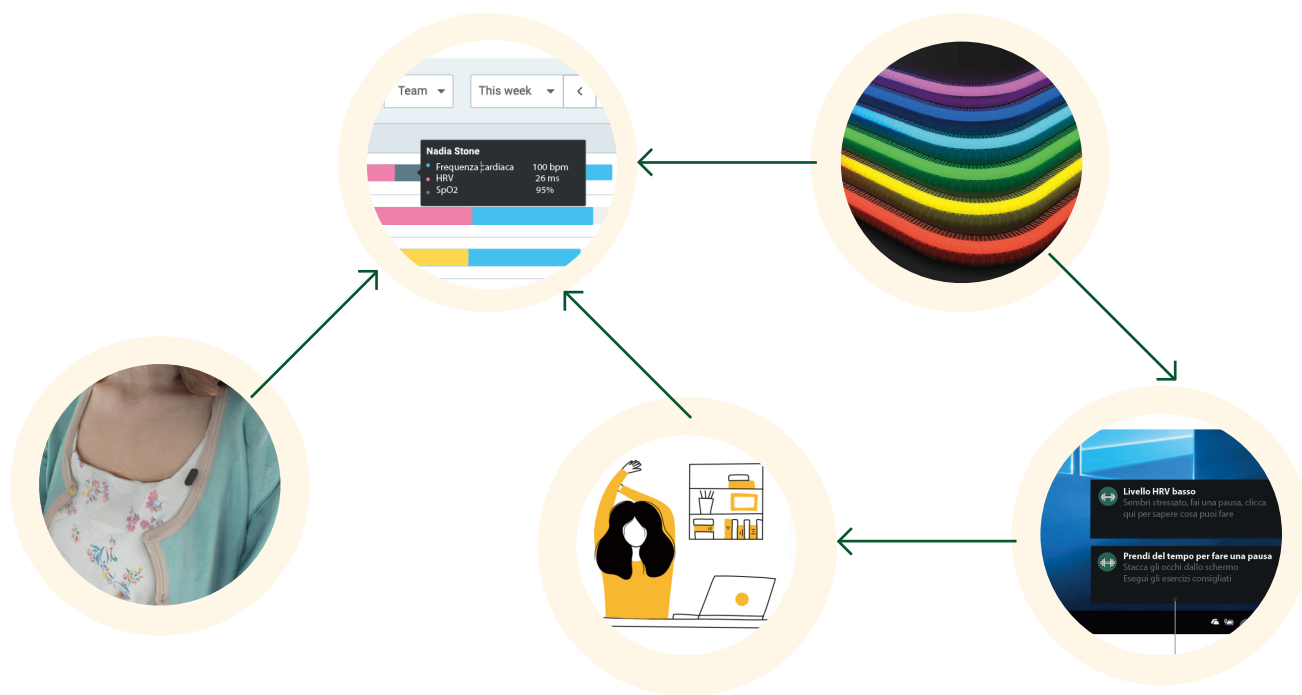 Team
This week
Nadia Stone
Frequenza cardiaca 100 bpm
HRV 26 ms
SpO2 95%
Livello HRV basso
Sembri stressato, fai una pausa, clicca
qui per sapere cosa puoi fare
Prendi del tempo per fare una pausa
Stacca gli occhi dallo schermo
Esegui gli esercizi consigliati